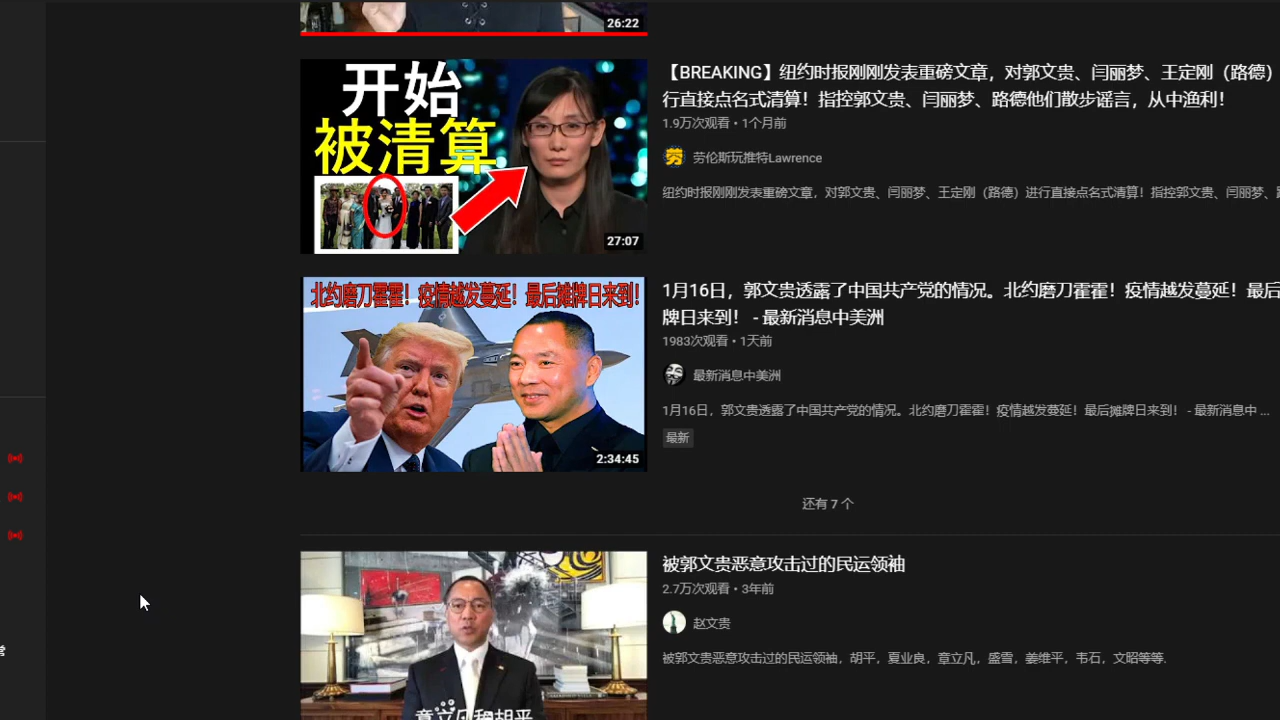 26:22
开始
被清算
27:07
【BREAKING】纽约时报刚刚发表重磅文章，对郭文贵、闫丽梦、王定刚（路德）
行直接点名式清算！指控郭文贵、闫丽梦、路德他们散步谣言，从中渔利！
1.9万次观看 • 1个月前
劳
劳伦斯玩推特Lawrence
纽约时报刚刚发表重磅文章，对郭文贵、闫丽梦、王定刚（路德）进行直接点名式清算！指控郭文贵、闫丽梦、
北约磨刀霍霍！疫情越发蔓延！最后摊牌日来到！
2:34:45
1月16日，郭文贵透露了中国共产党的情况。北约磨刀霍霍！疫情越发蔓延！最后
牌日来到！ - 最新消息中美洲
1983次观看 • 1天前
最新消息中美洲
1月16日，郭文贵透露了中国共产党的情况。北约磨刀霍霍！疫情越发蔓延！最后摊牌日来到！ - 最新消息中 ...
最新
还有 7 个
章立凡和胡平
被郭文贵恶意攻击过的民运领袖
2.7万次观看 • 3年前
赵文贵
被郭文贵恶意攻击过的民运领袖，胡平，夏业良，章立凡，盛雪，姜维平，韦石，文昭等等.